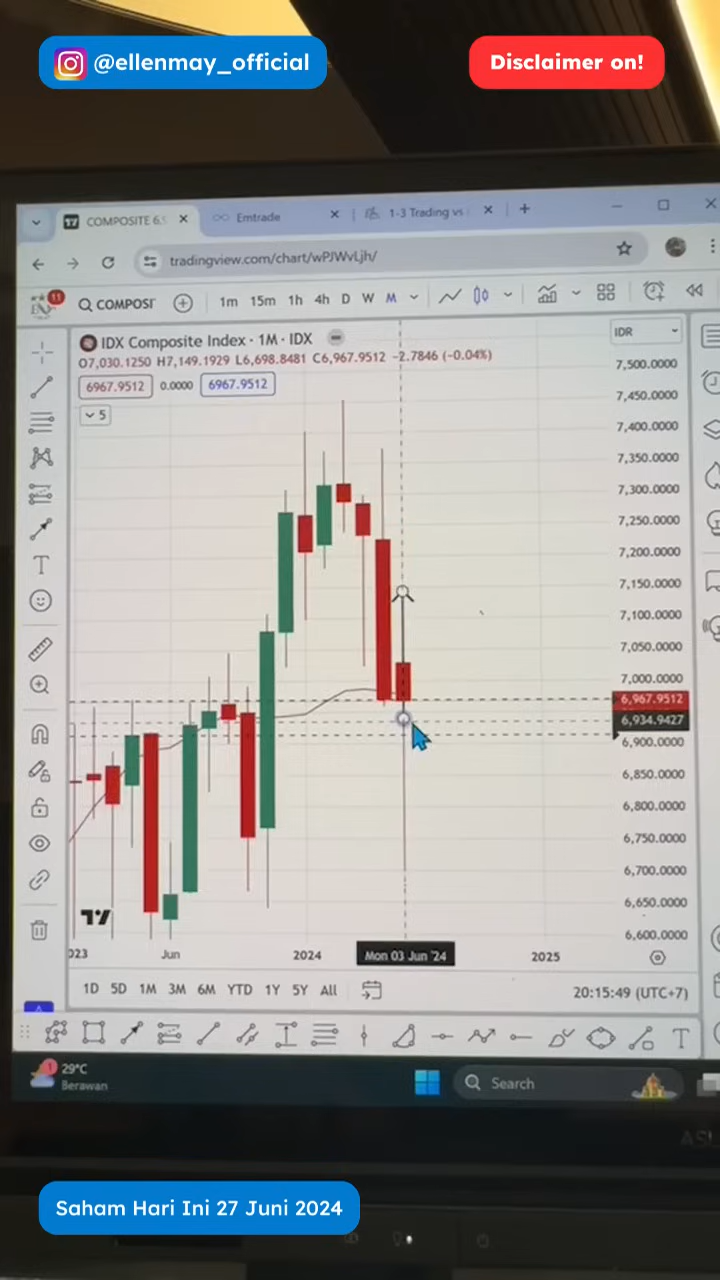 @ellenmay_official
Disclaimer on!
COMPOSITE 6.9
Emtrade
1-3 Trading vs
tradingview.com/chart/wPJWvLjh/
11
COMPOSI
1m 15m 1h 4h D W M
IDX Composite Index · 1M · IDX
IDR
O7,030.1250 H7,149.1929 L6,698.8481 C6,967.9512 −2.7846 (−0.04%)
6967.9512 0.0000 6967.9512
5
7,500.0000
7,450.0000
7,400.0000
7,350.0000
7,300.0000
7,250.0000
7,200.0000
7,150.0000
7,100.0000
7,050.0000
7,000.0000
6,967.9512
6,934.9427
6,900.0000
6,850.0000
6,800.0000
6,750.0000
6,700.0000
6,650.0000
6,600.0000
023 Jun 2024 Mon 03 Jun '24 2025
1D 5D 1M 3M 6M YTD 1Y 5Y All
20:15:49 (UTC+7)
1
29°C
Berawan
Search
Saham Hari Ini 27 Juni 2024